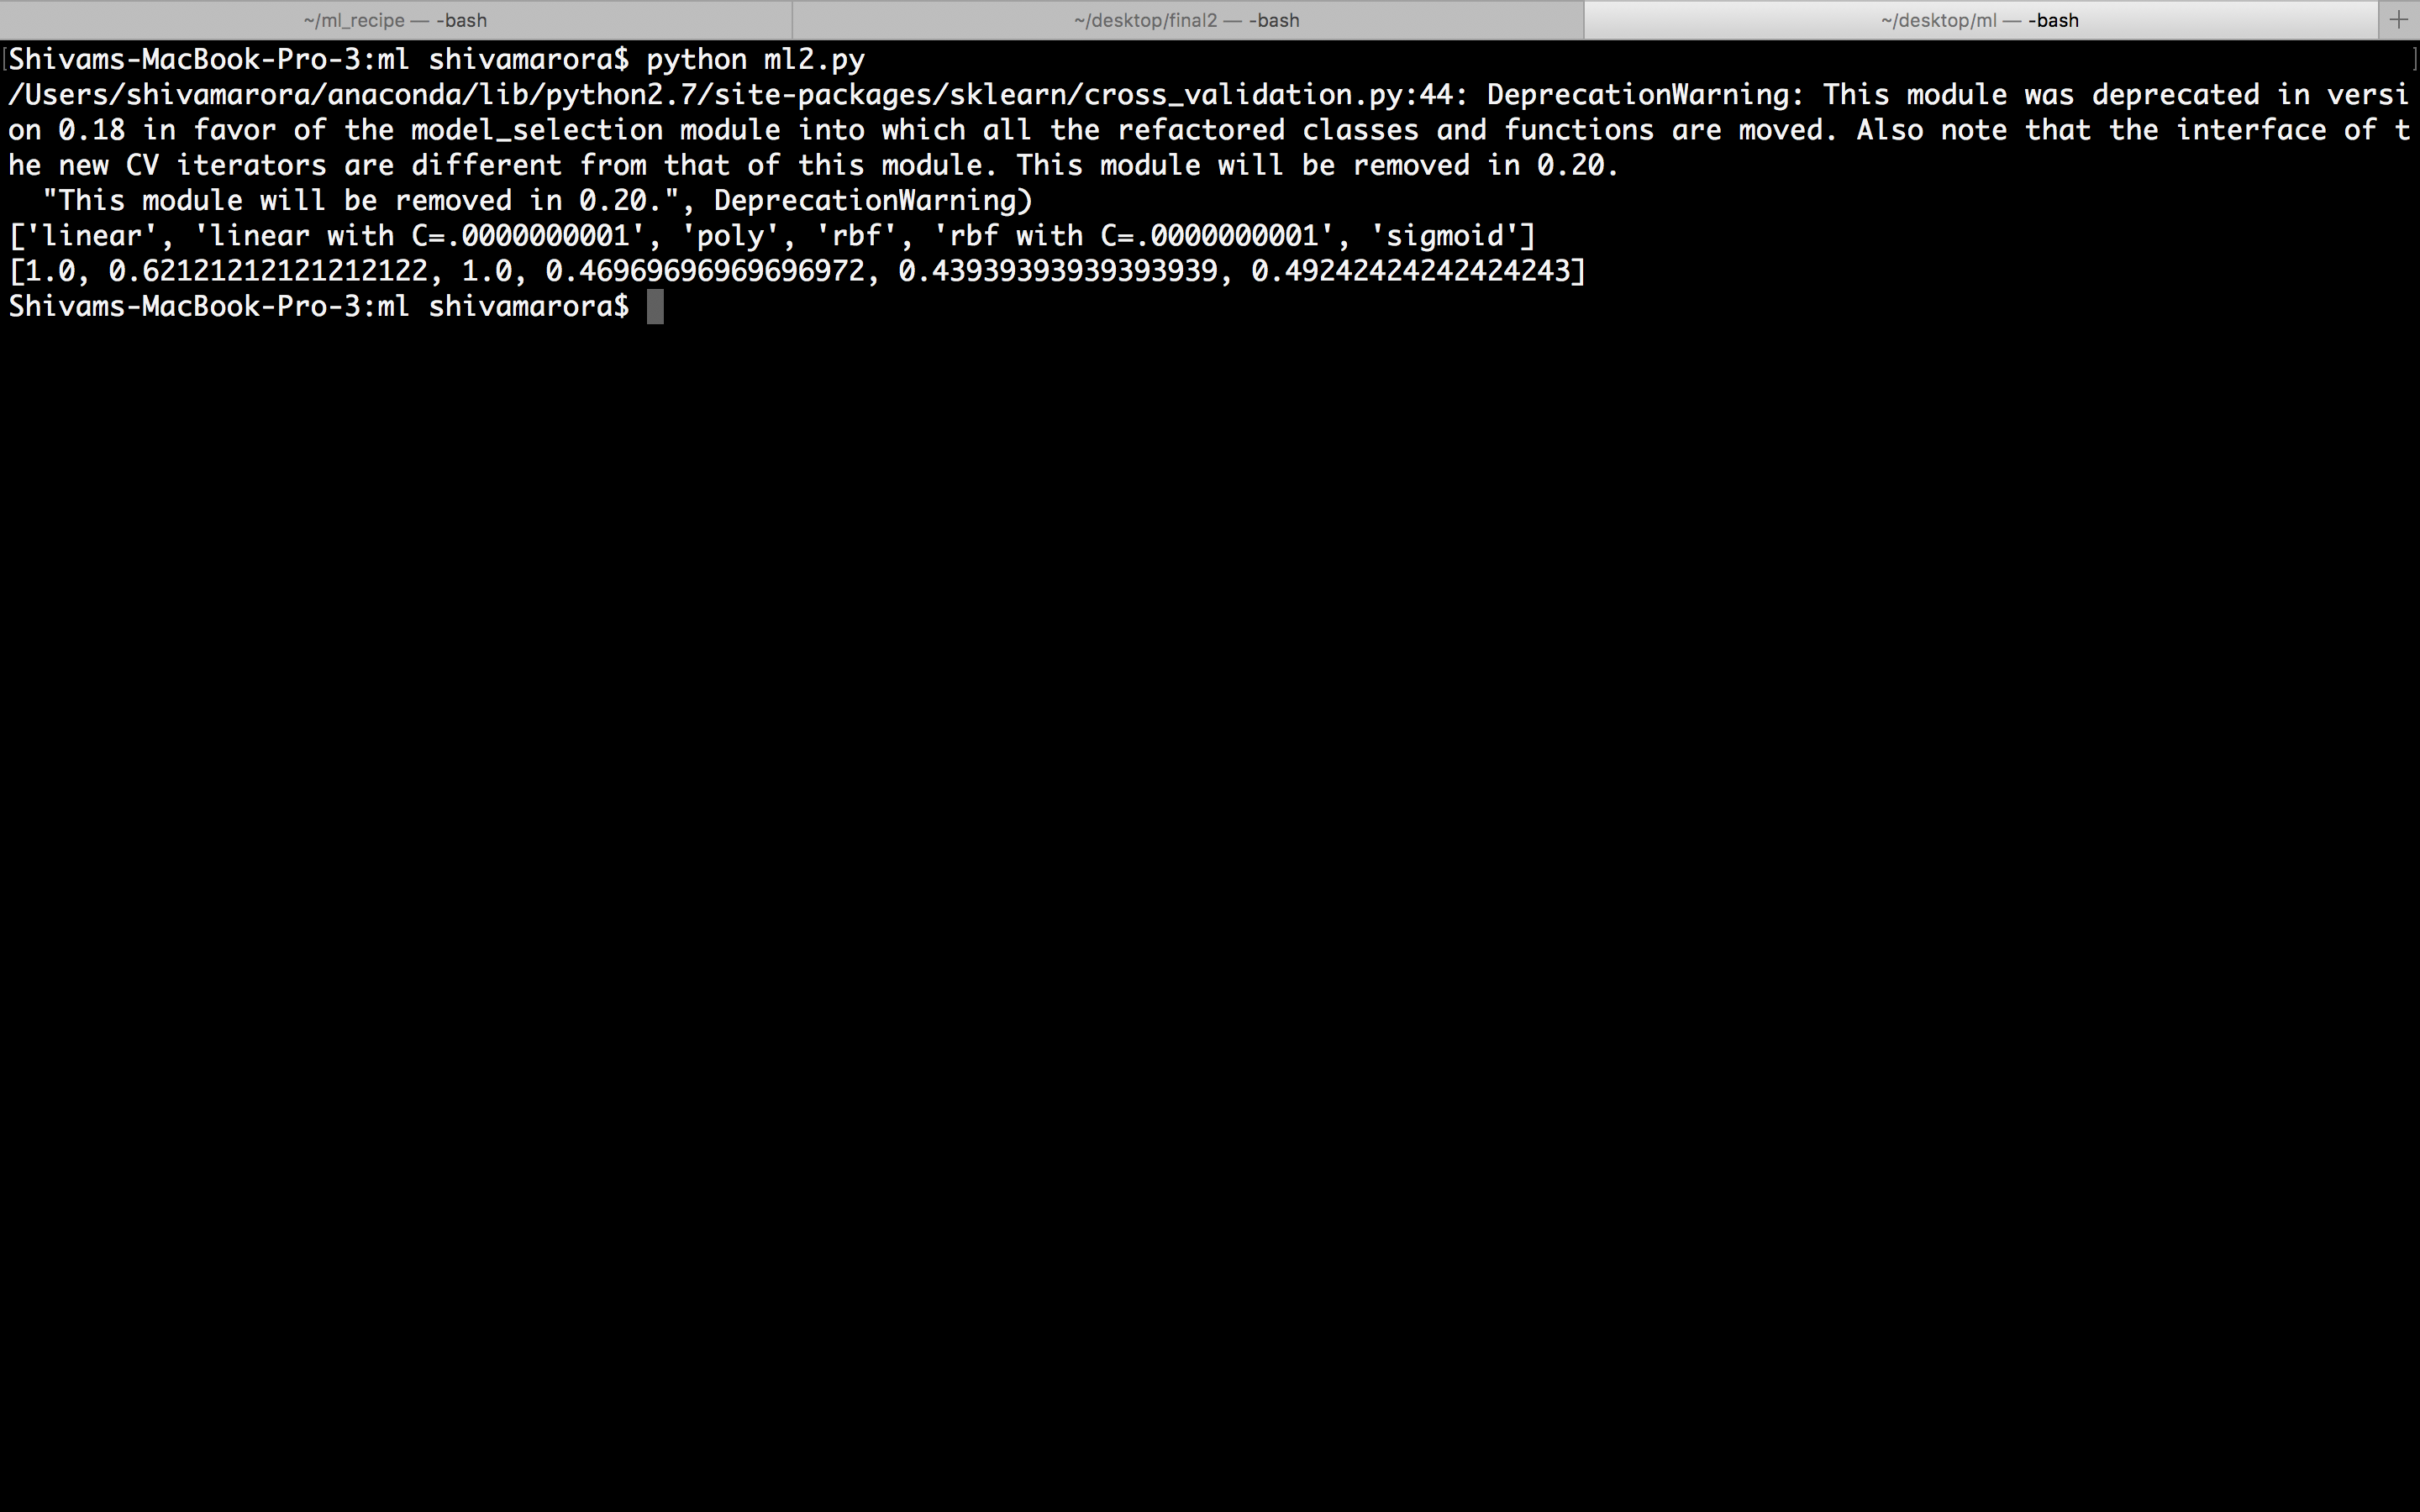 ~/ml_recipe — -bash
~/desktop/final2 — -bash
~/desktop/ml — -bash
+
[Shivams-MacBook-Pro-3:ml shivamarora$ python ml2.py ]
/Users/shivamarora/anaconda/lib/python2.7/site-packages/sklearn/cross_validation.py:44: DeprecationWarning: This module was deprecated in versi
on 0.18 in favor of the model_selection module into which all the refactored classes and functions are moved. Also note that the interface of t
he new CV iterators are different from that of this module. This module will be removed in 0.20.
"This module will be removed in 0.20.", DeprecationWarning)
['linear', 'linear with C=.0000000001', 'poly', 'rbf', 'rbf with C=.0000000001', 'sigmoid']
[1.0, 0.62121212121212122, 1.0, 0.46969696969696972, 0.43939393939393939, 0.49242424242424243]
Shivams-MacBook-Pro-3:ml shivamarora$